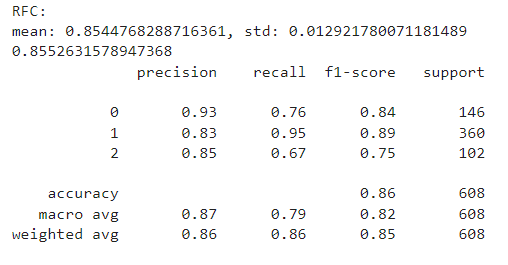 RFC:
mean: 0.8544768288716361, std: 0.012921780071181489
0.8552631578947368
precision recall f1-score support
0 0.93 0.76 0.84 146
1 0.83 0.95 0.89 360
2 0.85 0.67 0.75 102
accuracy 0.86 608
macro avg 0.87 0.79 0.82 608
weighted avg 0.86 0.86 0.85 608